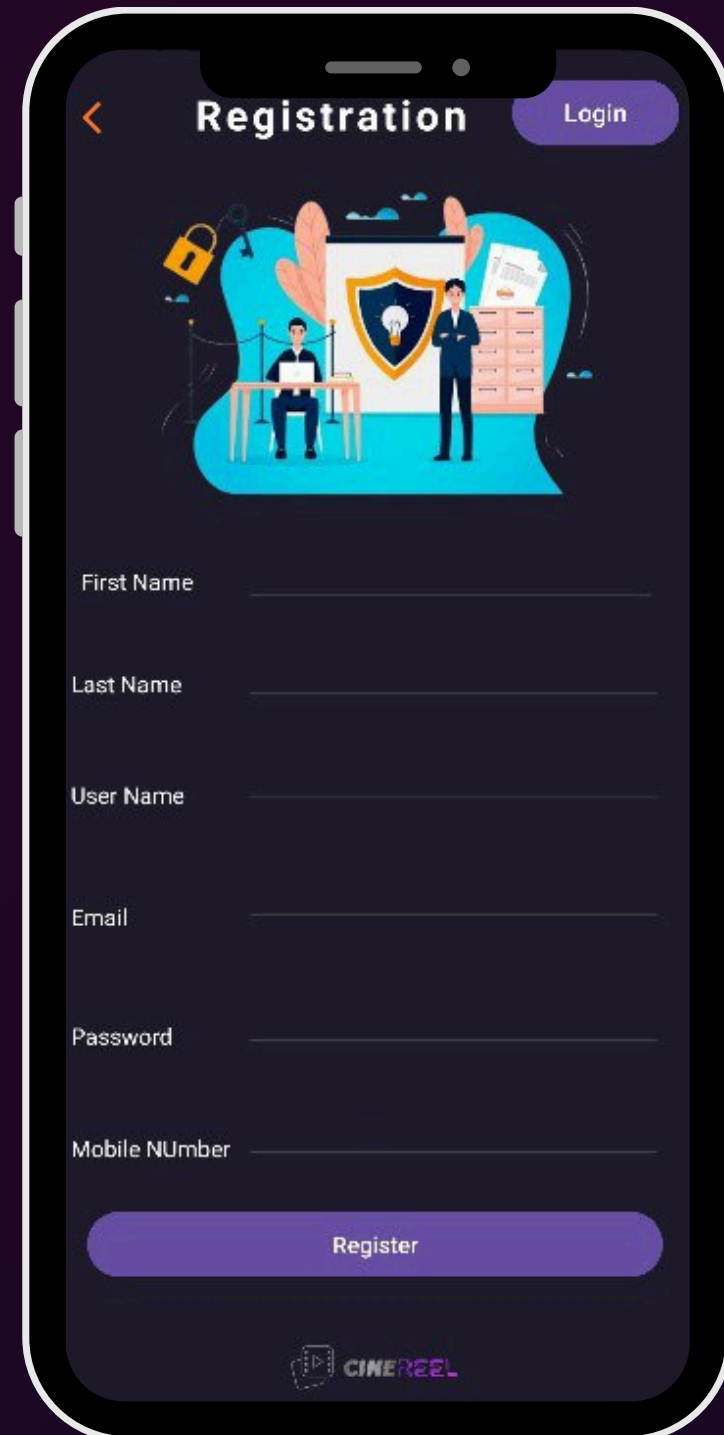 Registration
Login
First Name
Last Name
User Name
Email
Password
Mobile NUmber
Register
CINEREEL